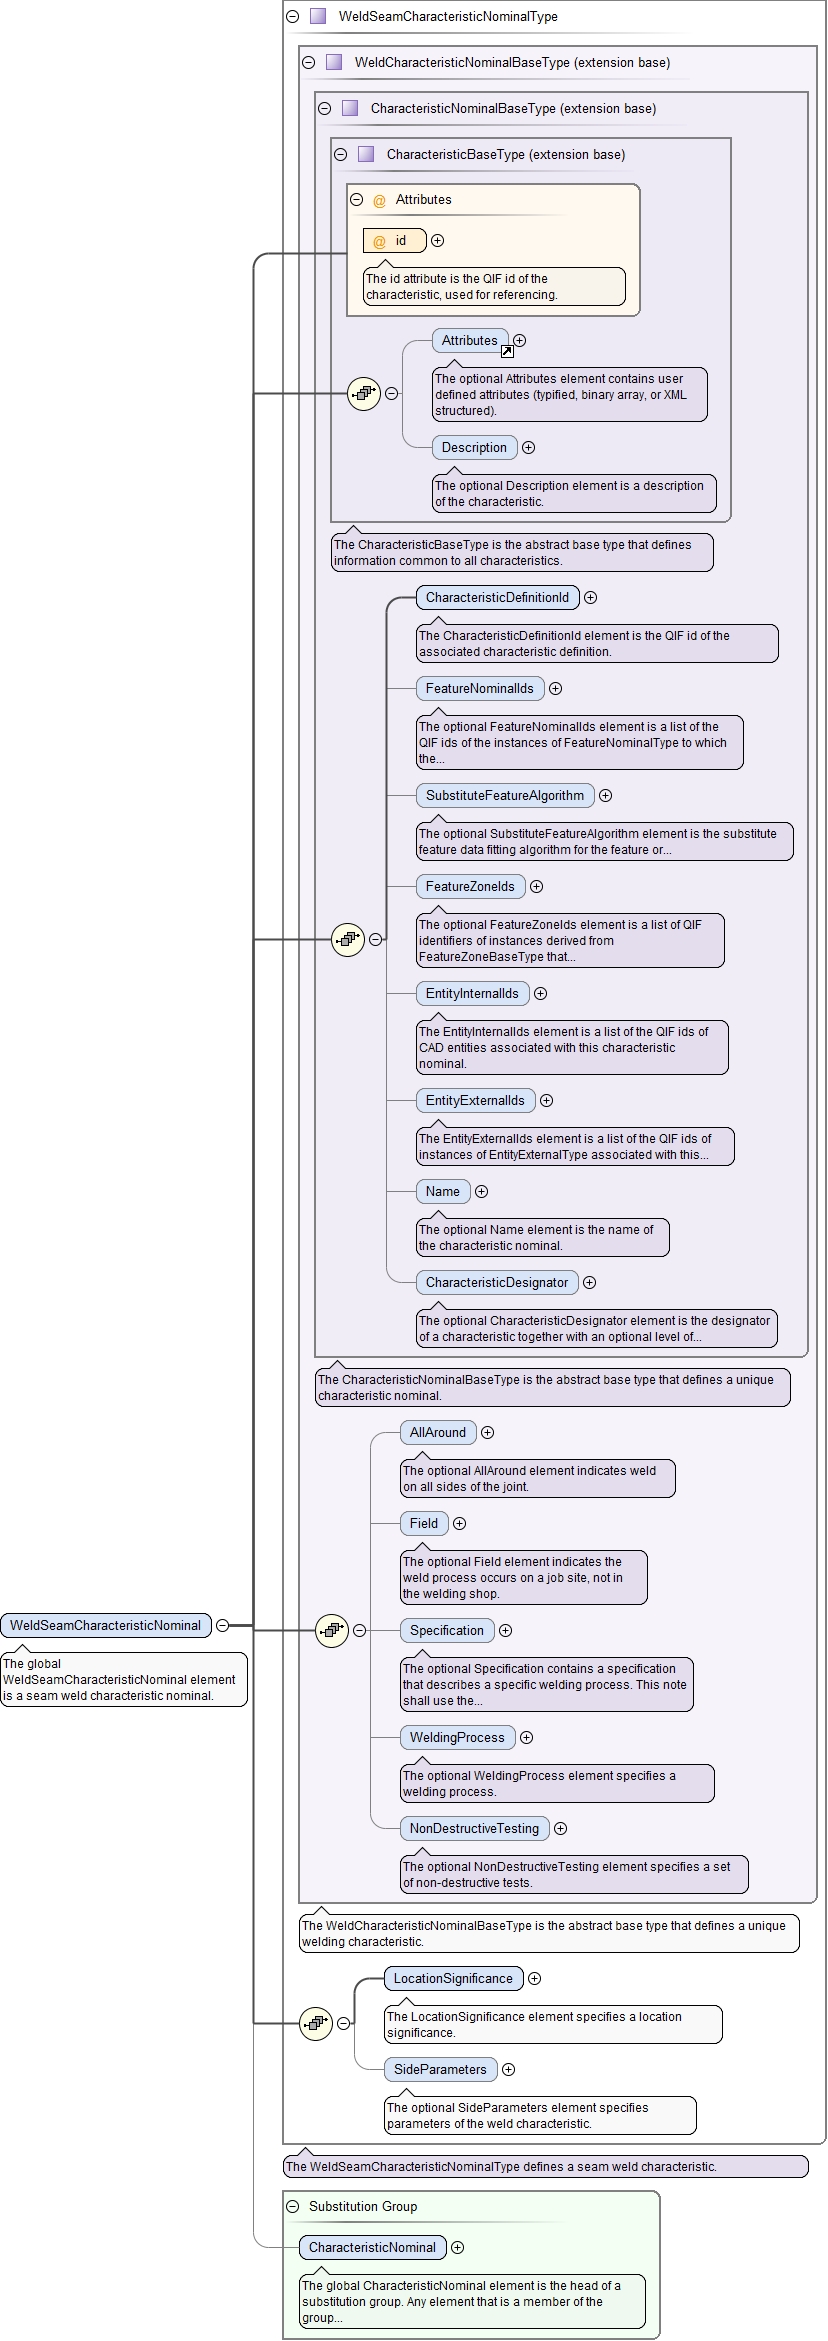 WeldSeamCharacteristicNominalType
WeldCharacteristicNominalBaseType (extension base)
CharacteristicNominalBaseType (extension base)
CharacteristicBaseType (extension base)
@ Attributes
@ id
The id attribute is the QIF id of the
characteristic, used for referencing.
Attributes
The optional Attributes element contains user
defined attributes (typified, binary array, or XML
structured).
Description
The optional Description element is a description
of the characteristic.
The CharacteristicBaseType is the abstract base type that defines
information common to all characteristics.
CharacteristicDefinitionId
The CharacteristicDefinitionId element is the QIF id of the
associated characteristic definition.
FeatureNominalIds
The optional FeatureNominalIds element is a list of the
QIF ids of the instances of FeatureNominalType to which
the...
SubstituteFeatureAlgorithm
The optional SubstituteFeatureAlgorithm element is the substitute
feature data fitting algorithm for the feature or...
FeatureZoneIds
The optional FeatureZoneIds element is a list of QIF
identifiers of instances derived from
FeatureZoneBaseType that...
EntityInternalIds
The EntityInternalIds element is a list of the QIF ids of
CAD entities associated with this characteristic
nominal.
EntityExternalIds
The EntityExternalIds element is a list of the QIF ids of
instances of EntityExternalType associated with this...
Name
The optional Name element is the name of
the characteristic nominal.
CharacteristicDesignator
The optional CharacteristicDesignator element is the designator
of a characteristic together with an optional level of...
The CharacteristicNominalBaseType is the abstract base type that defines a unique
characteristic nominal.
AllAround
The optional AllAround element indicates weld
on all sides of the joint.
Field
The optional Field element indicates the
weld process occurs on a job site, not in
the welding shop.
WeldSeamCharacteristicNominal
The global
WeldSeamCharacteristicNominal element
is a seam weld characteristic nominal.
Specification
The optional Specification contains a specification
that describes a specific welding process. This note
shall use the...
WeldingProcess
The optional WeldingProcess element specifies a
welding process.
NonDestructiveTesting
The optional NonDestructiveTesting element specifies a set
of non-destructive tests.
The WeldCharacteristicNominalBaseType is the abstract base type that defines a unique
welding characteristic.
LocationSignificance
The LocationSignificance element specifies a location
significance.
SideParameters
The optional SideParameters element specifies
parameters of the weld characteristic.
The WeldSeamCharacteristicNominalType defines a seam weld characteristic.
Substitution Group
CharacteristicNominal
The global CharacteristicNominal element is the head of a
substitution group. Any element that is a member of the
group...